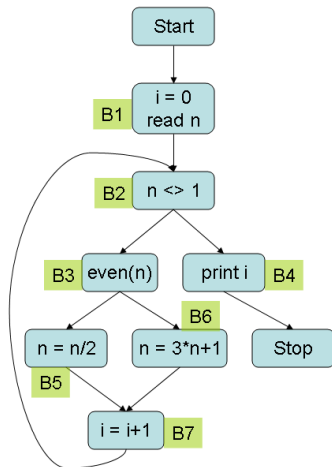 Start
B1
i = 0
read n
B2
n <> 1
B3
even(n)
print i
B4
B6
n = n/2
n = 3*n+1
Stop
B5
i = i+1
B7